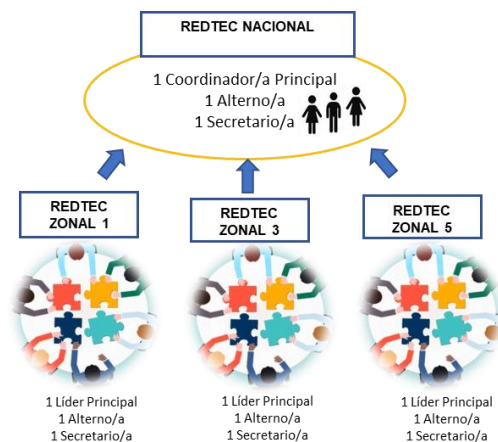 REDTEC NACIONAL
1 Coordinador/a Principal
1 Alterno/a
1 Secretario/a
REDTEC
ZONAL 1
REDTEC
ZONAL 3
REDTEC
ZONAL 5
1 Líder Principal
1 Alterno/a
1 Secretario/a
1 Líder Principal
1 Alterno/a
1 Secretario/a
1 Líder Principal
1 Alterno/a
1 Secretario/a